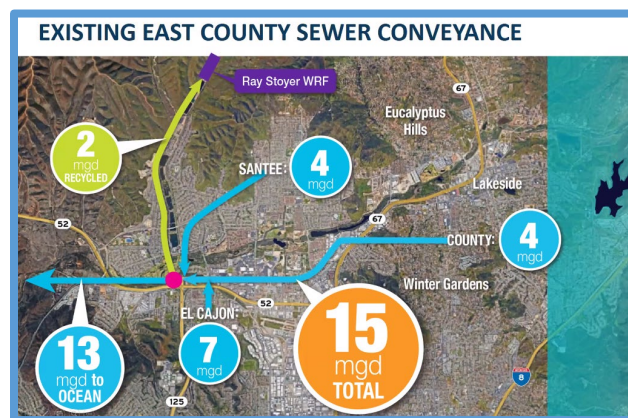 EXISTING EAST COUNTY SEWER CONVEYANCE
Ray Stoyer WRF
67
Eucalyptus
Hills
2
mgd
RECYCLED
SANTEE:
4
mgd
Lakeside
52
67
COUNTY:
4
mgd
Winter Gardens
52
EL CAJON:
7
mgd
13
mgd to
OCEAN
15
mgd
TOTAL
8
125